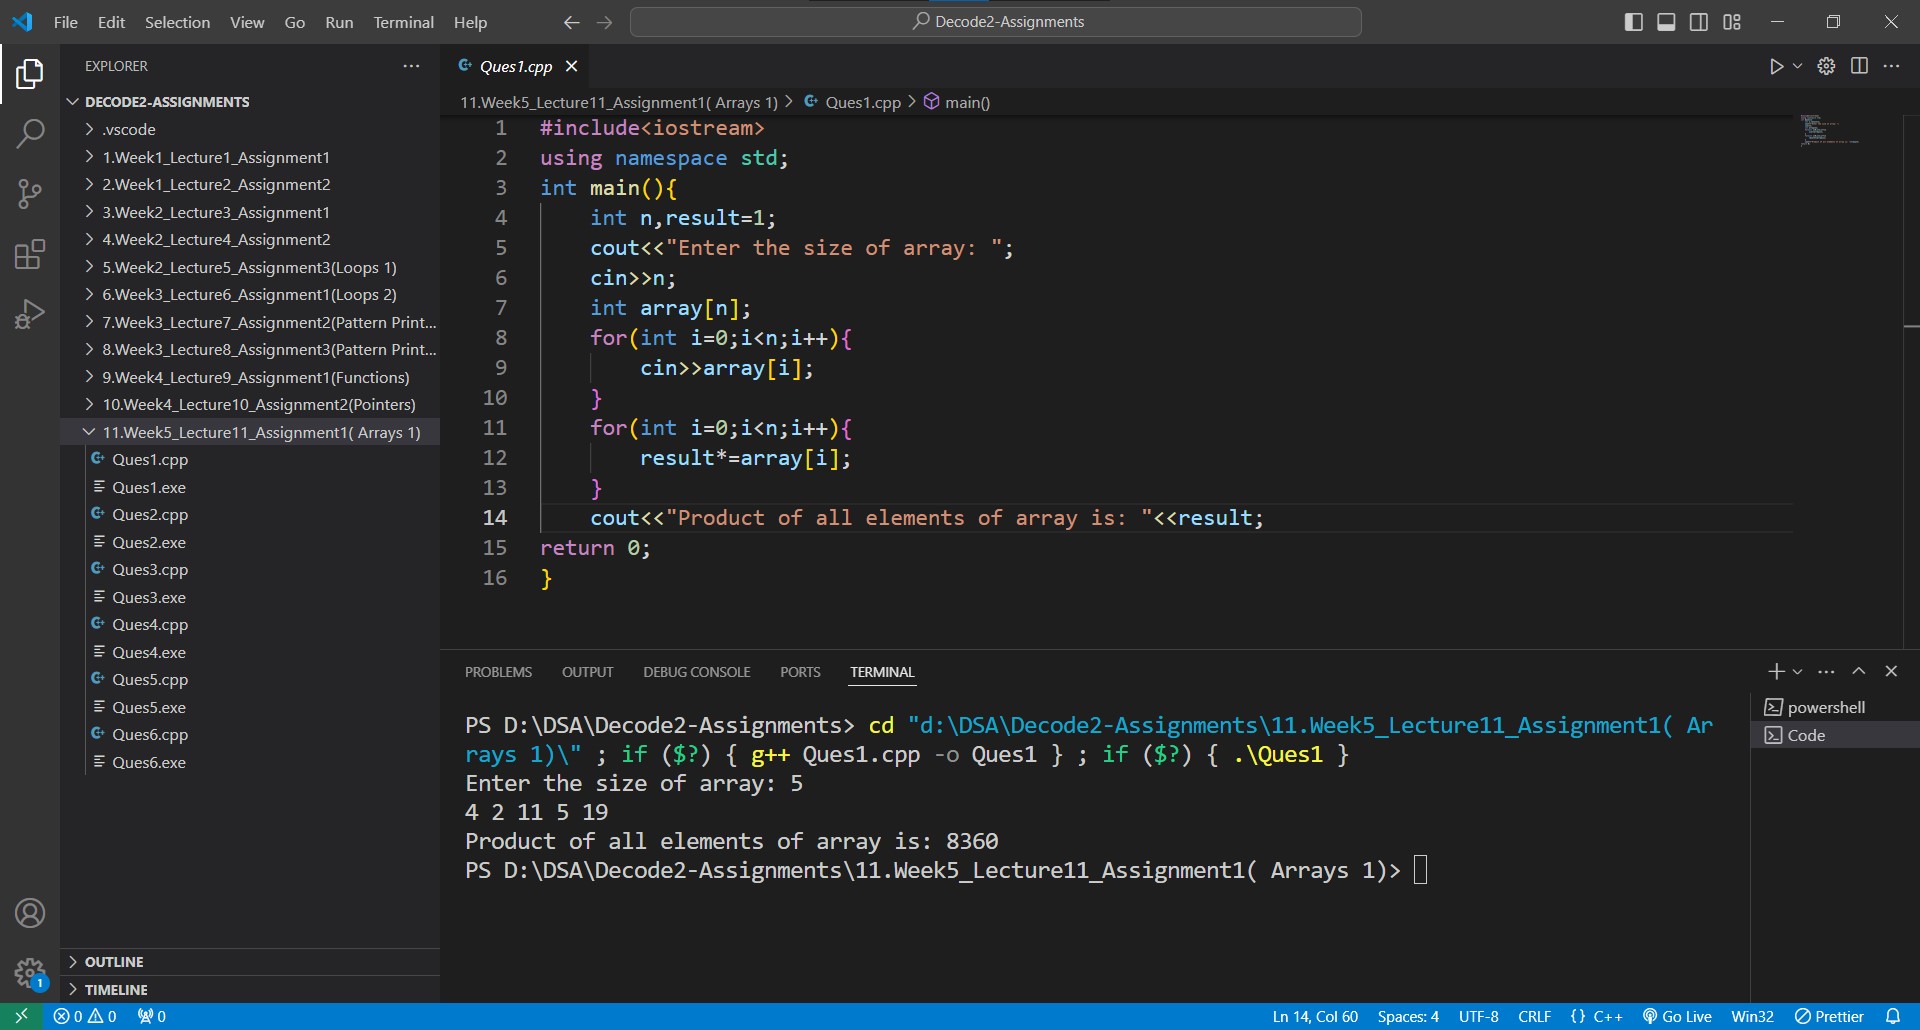 File Edit Selection View Go Run Terminal Help
Decode2-Assignments
EXPLORER
DECODE2-ASSIGNMENTS
.vscode
1.Week1_Lecture1_Assignment1
2.Week1_Lecture2_Assignment2
3.Week2_Lecture3_Assignment1
4.Week2_Lecture4_Assignment2
5.Week2_Lecture5_Assignment3(Loops 1)
6.Week3_Lecture6_Assignment1(Loops 2)
7.Week3_Lecture7_Assignment2(Pattern Print...
8.Week3_Lecture8_Assignment3(Pattern Print...
9.Week4_Lecture9_Assignment1(Functions)
10.Week4_Lecture10_Assignment2(Pointers)
11.Week5_Lecture11_Assignment1( Arrays 1)
Ques1.cpp
Ques1.exe
Ques2.cpp
Ques2.exe
Ques3.cpp
Ques3.exe
Ques4.cpp
Ques4.exe
Ques5.cpp
Ques5.exe
Ques6.cpp
Ques6.exe
OUTLINE
TIMELINE
1
Ques1.cpp
11.Week5_Lecture11_Assignment1( Arrays 1) > Ques1.cpp > main()
1 #include<iostream>
2 using namespace std;
3 int main(){
4     int n,result=1;
5     cout<<"Enter the size of array: ";
6     cin>>n;
7     int array[n];
8     for(int i=0;i<n;i++){
9         cin>>array[i];
10     }
11     for(int i=0;i<n;i++){
12         result*=array[i];
13     }
14     cout<<"Product of all elements of array is: "<<result;
15 return 0;
16 }
PROBLEMS OUTPUT DEBUG CONSOLE PORTS TERMINAL
PS D:\DSA\Decode2-Assignments> cd "d:\DSA\Decode2-Assignments\11.Week5_Lecture11_Assignment1( Ar
rays 1)\" ; if ($?) { g++ Ques1.cpp -o Ques1 } ; if ($?) { .\Ques1 }
Enter the size of array: 5
4 2 11 5 19
Product of all elements of array is: 8360
PS D:\DSA\Decode2-Assignments\11.Week5_Lecture11_Assignment1( Arrays 1)>
powershell
Code
0 0 0 Ln 14, Col 60 Spaces: 4 UTF-8 CRLF {} C++ Go Live Win32 Prettier